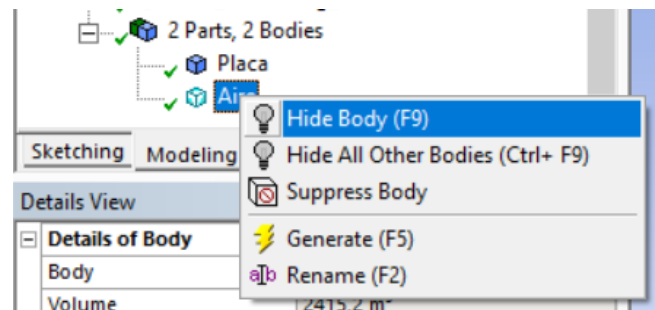 2 Parts, 2 Bodies
Placa
Hide Body (F9)
Hide All Other Bodies (Ctrl+ F9)
Sketching Modeling
Suppress Body
Details View
Details of Body
Generate (F5)
Body
Rename (F2)
Volume